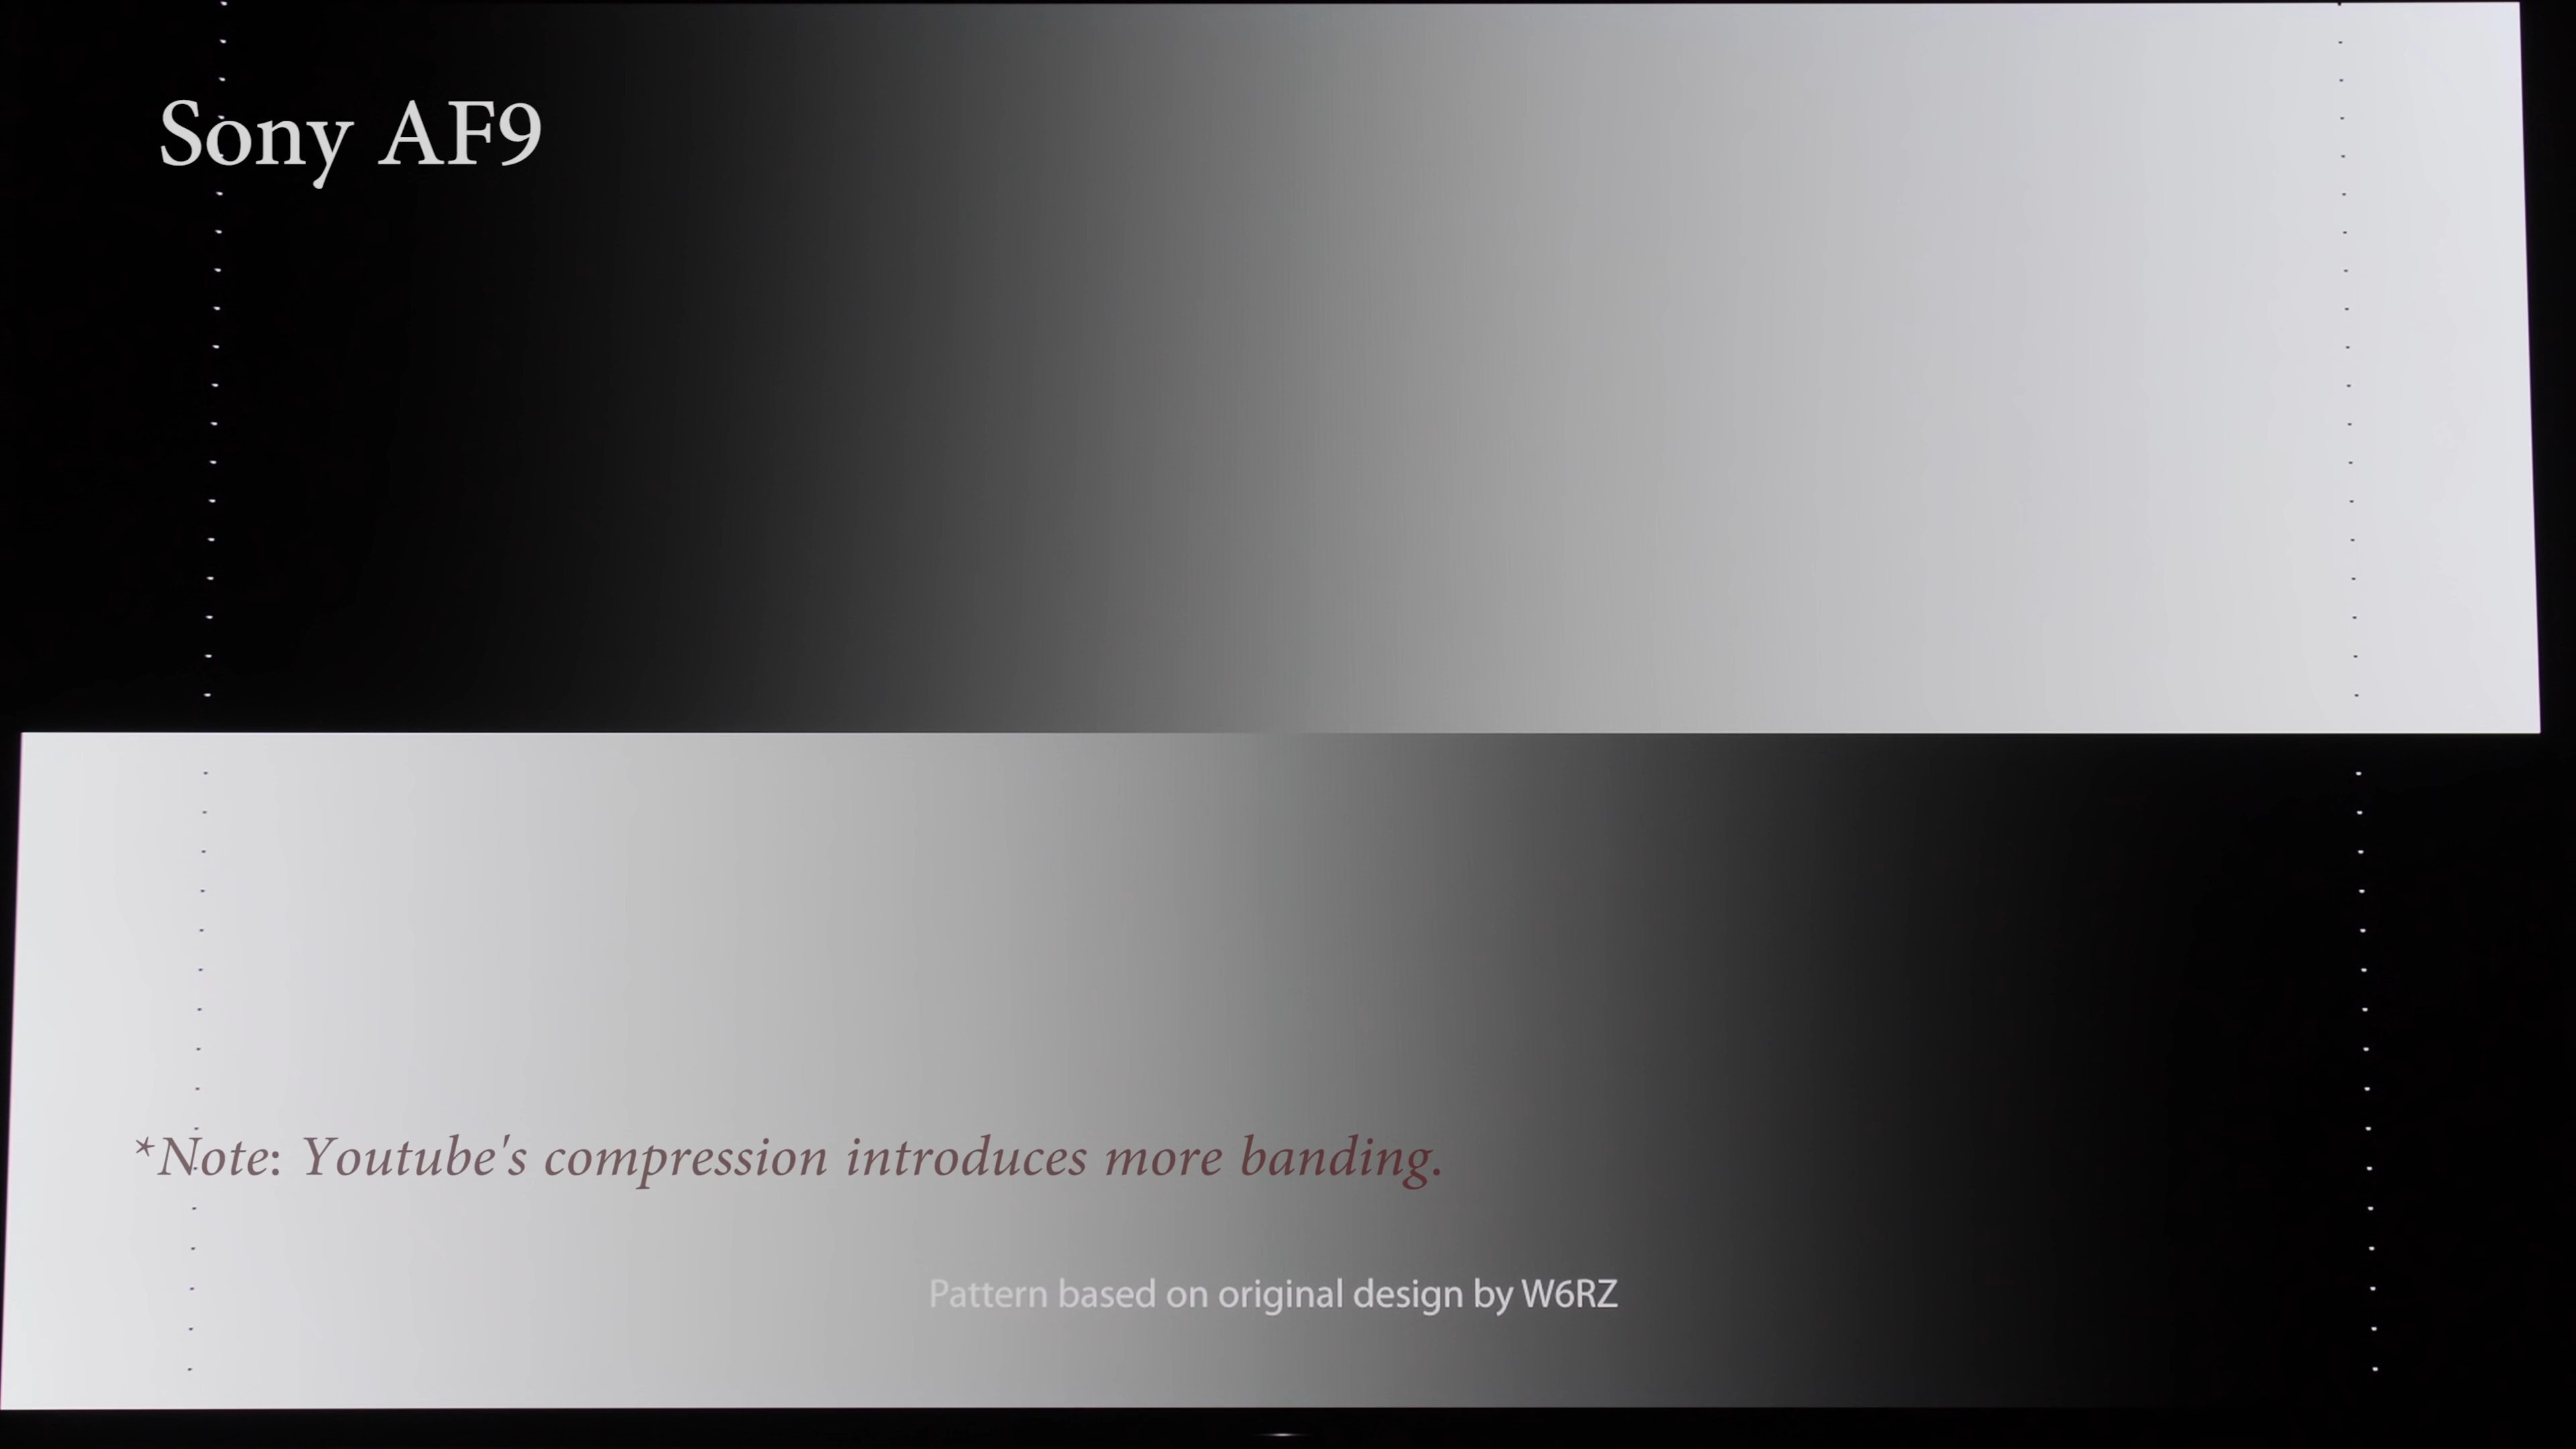 Sony AF9
*Note: Youtube's compression introduces more banding.
Pattern based on original design by W6RZ